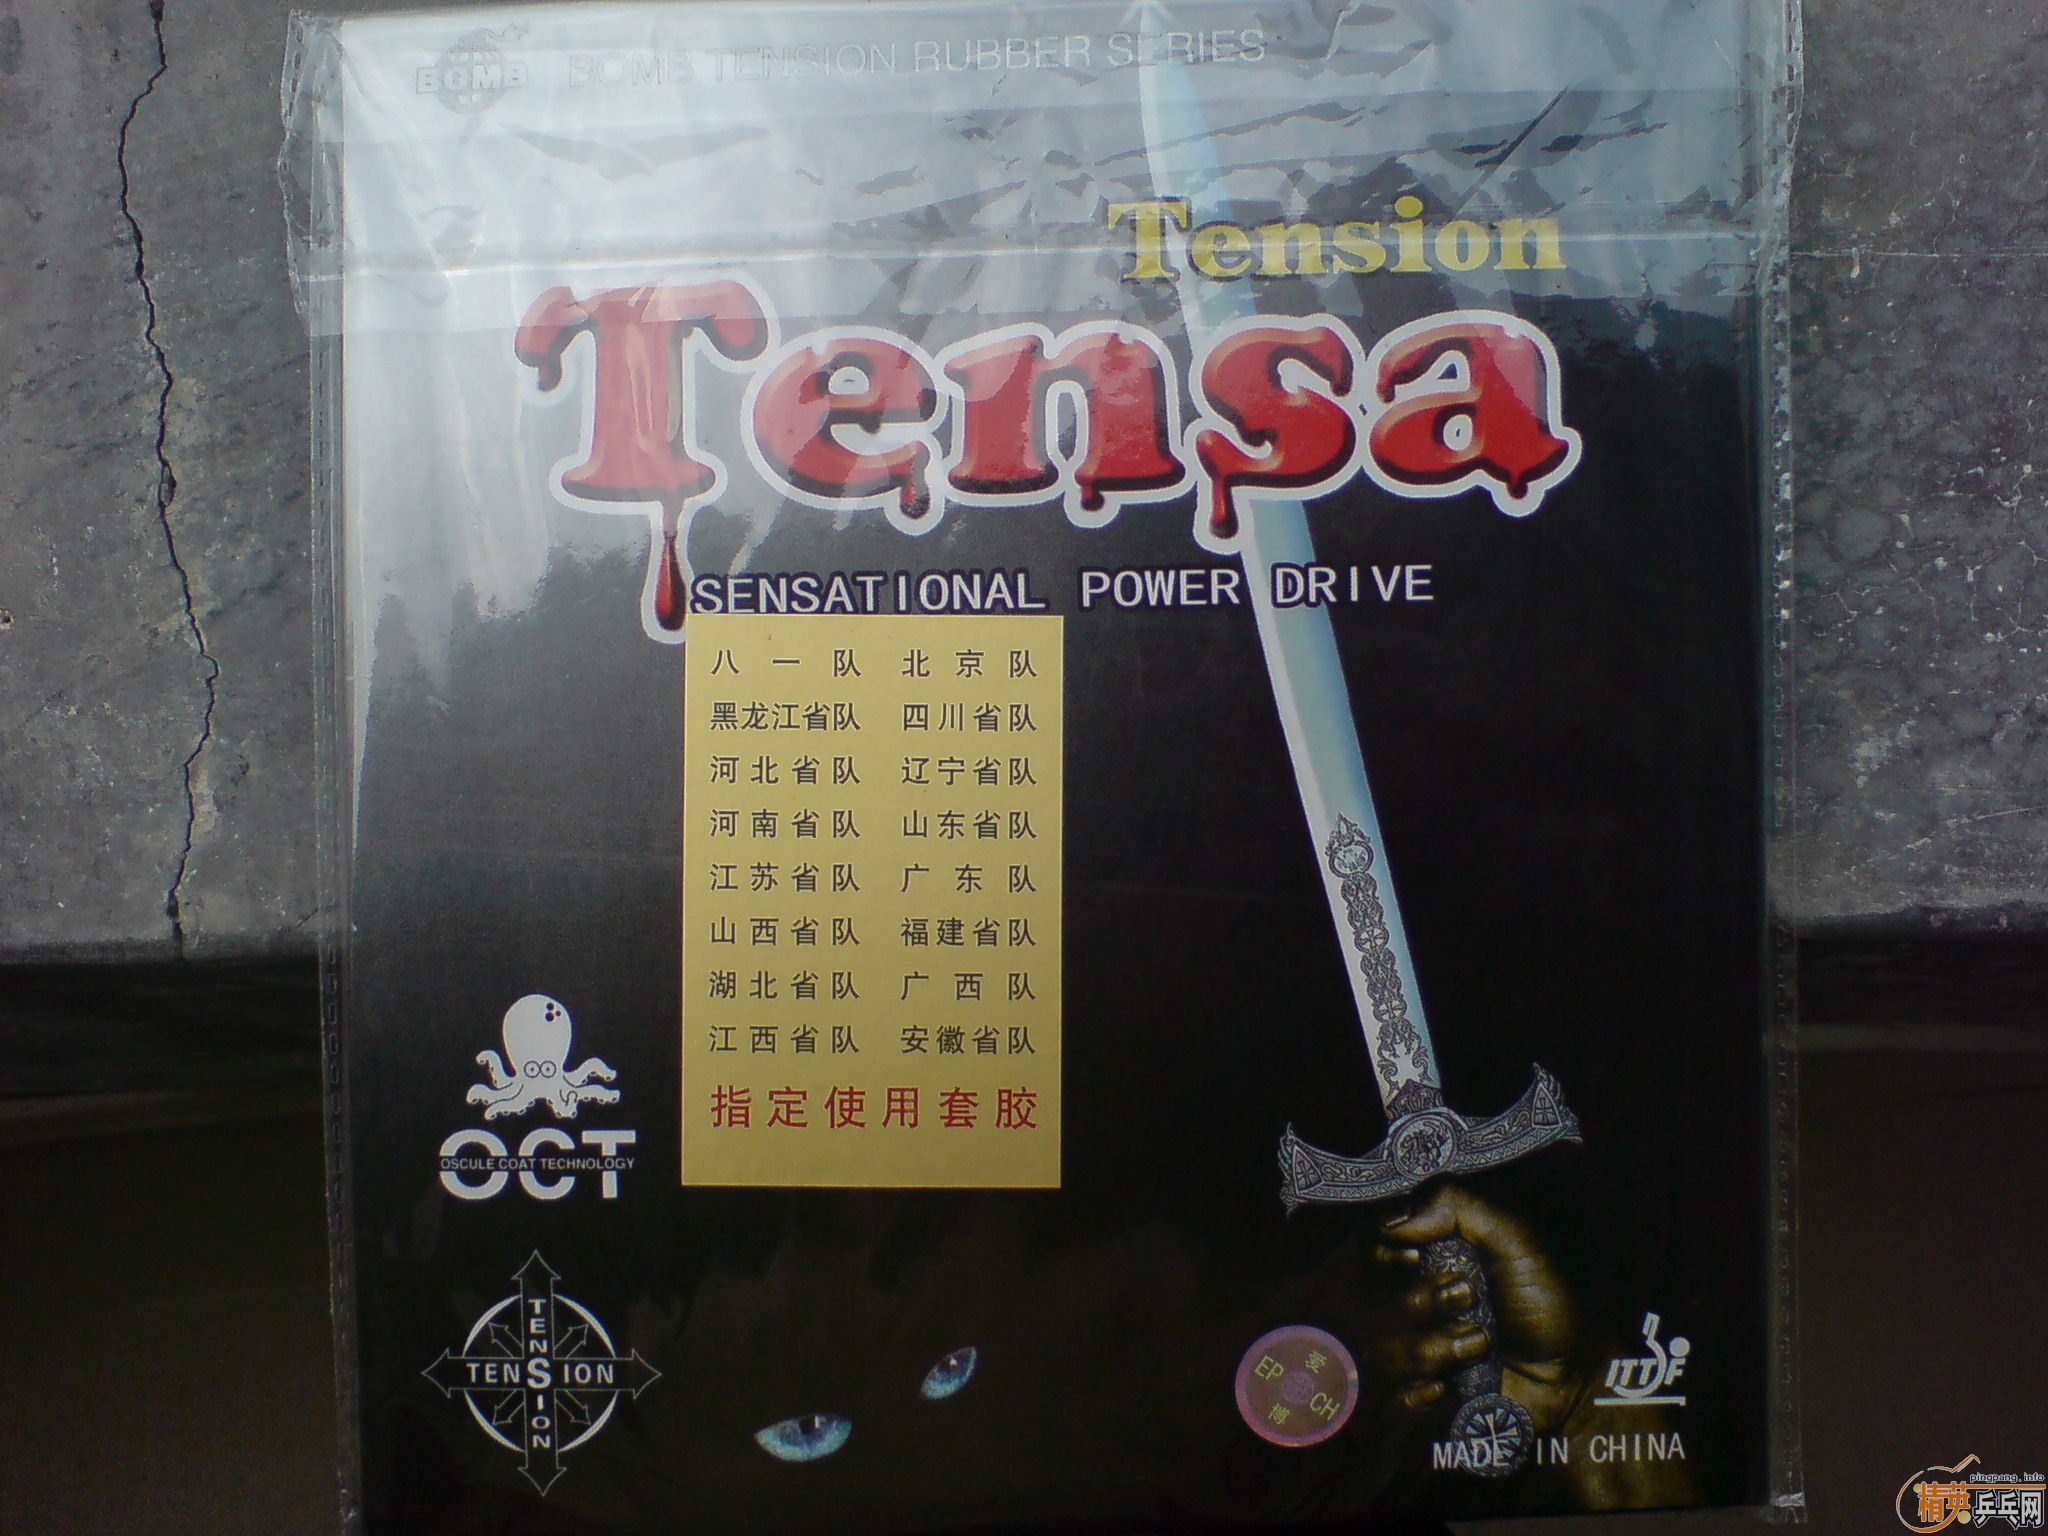 BOMB
BOMB TENSION RUBBER SERIES
Tension
Tensa
SENSATIONAL POWER DRIVE
八一队 北京队
黑龙江省队 四川省队
河北省队 辽宁省队
河南省队 山东省队
江苏省队 广东队
山西省队 福建省队
湖北省队 广西队
江西省队 安徽省队
指定使用套胶
OCT
OSCULE COAT TECHNOLOGY
TENSION
TENSION
EP 爱
博 CH
ITTF
MADE IN CHINA
pingpang.info
精英乒乓网